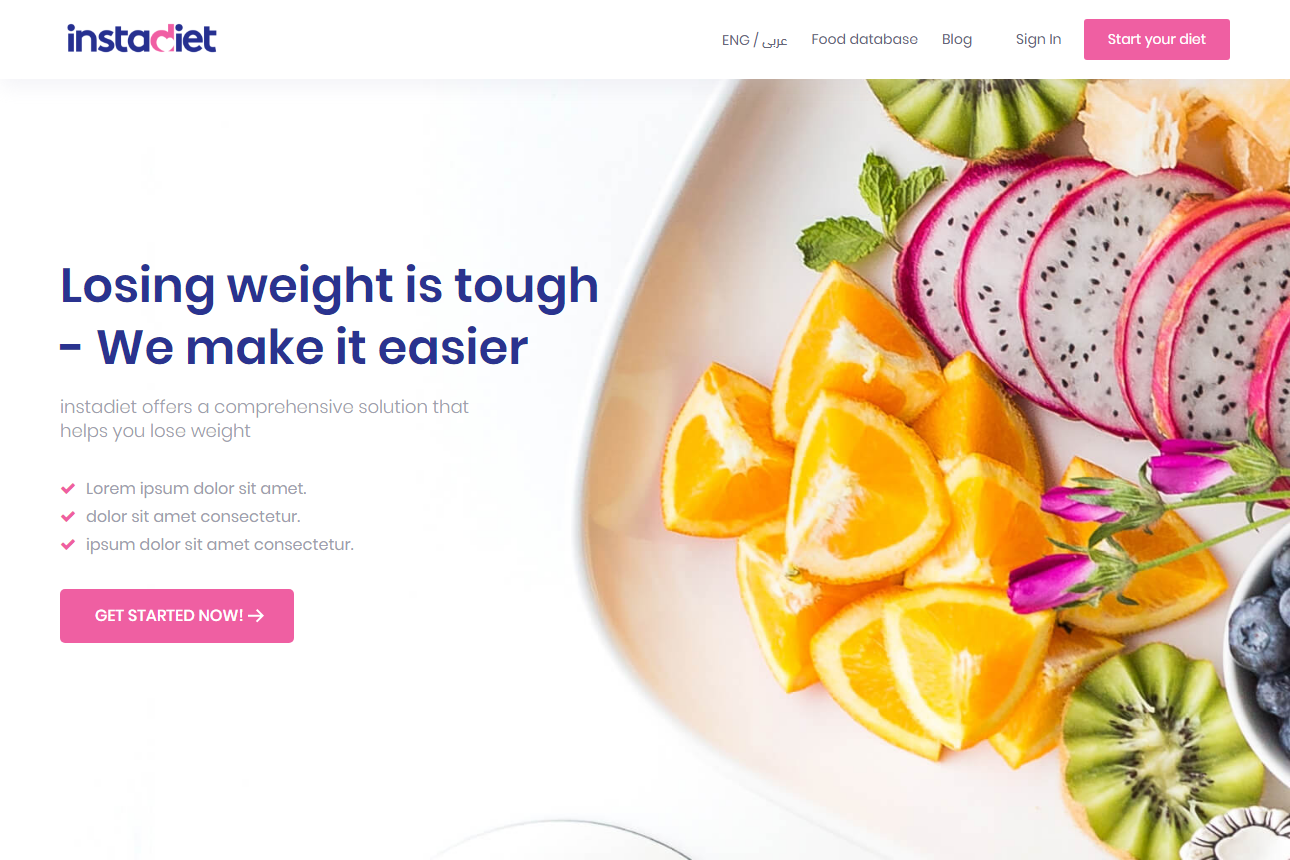 instadiet
ENG / عربى
Food database
Blog
Sign In
Start your diet
Losing weight is tough
- We make it easier
instadiet offers a comprehensive solution that
helps you lose weight
Lorem ipsum dolor sit amet.
dolor sit amet consectetur.
ipsum dolor sit amet consectetur.
GET STARTED NOW! →